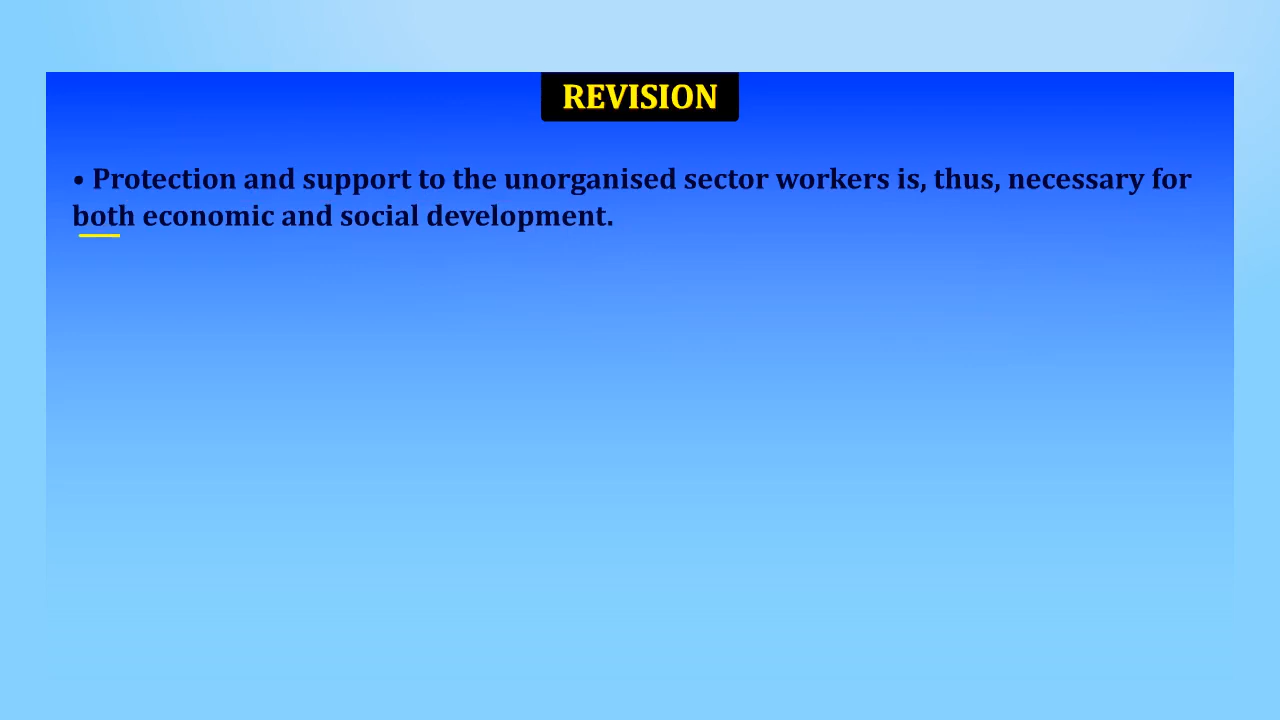 REVISION
• Protection and support to the unorganised sector workers is, thus, necessary for
both economic and social development.